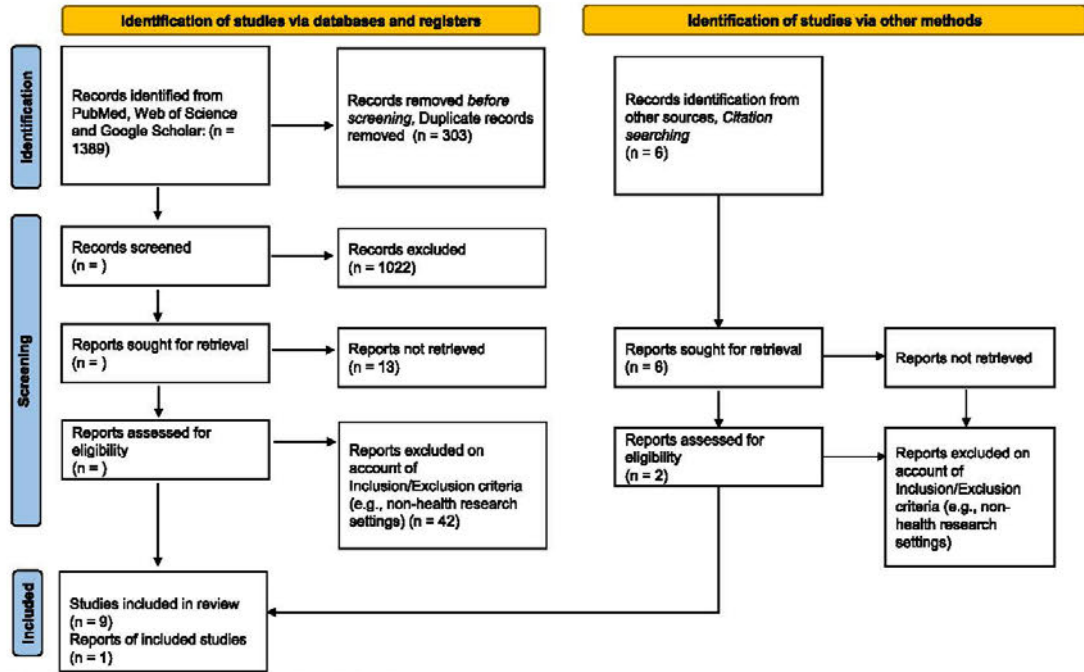 Identification of studies via databases and registers
Identification of studies via other methods
Identification
Records identified from
PubMed, Web of Science
and Google Scholar: (n =
1389)
Records removed before
screening, Duplicate records
removed (n = 303)
Records identification from
other sources, Citation
searching
(n = 6)
Screening
Records screened
(n = )
Records excluded
(n = 1022)
Reports sought for retrieval
(n = )
Reports not retrieved
(n = 13)
Reports sought for retrieval
(n = 6)
Reports not retrieved
Reports assessed for
eligibility
(n = )
Reports excluded on
account of
Inclusion/Exclusion criteria
(e.g., non-health research
settings) (n = 42)
Reports assessed for
eligibility
(n = 2)
Reports excluded on
account of
Inclusion/Exclusion
criteria (e.g., non-
health research
settings)
Included
Studies included in review
(n = 9)
Reports of included studies
(n = 1)